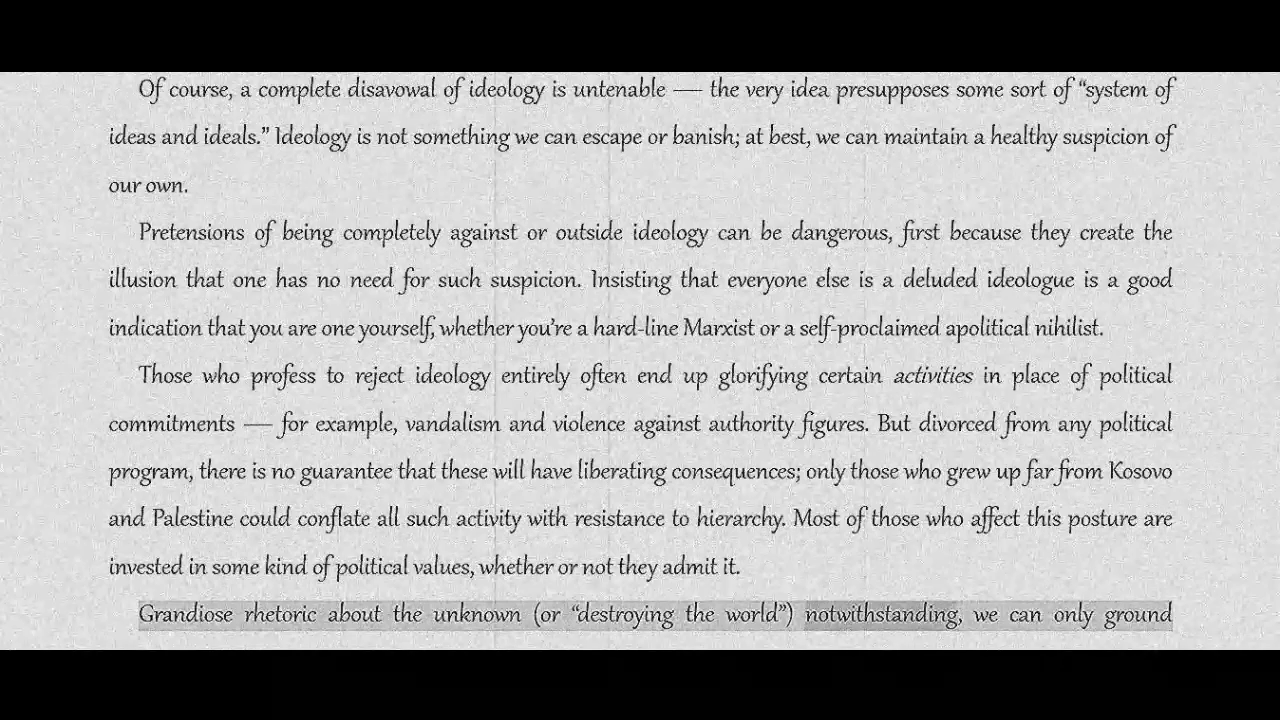 Of course, a complete disavowal of ideology is untenable — the very idea presupposes some sort of “system of
ideas and ideals.” Ideology is not something we can escape or banish; at best, we can maintain a healthy suspicion of
our own.
Pretensions of being completely against or outside ideology can be dangerous, first because they create the
illusion that one has no need for such suspicion. Insisting that everyone else is a deluded ideologue is a good
indication that you are one yourself, whether you’re a hard-line Marxist or a self-proclaimed apolitical nihilist.
Those who profess to reject ideology entirely often end up glorifying certain activities in place of political
commitments — for example, vandalism and violence against authority figures. But divorced from any political
program, there is no guarantee that these will have liberating consequences; only those who grew up far from Kosovo
and Palestine could conflate all such activity with resistance to hierarchy. Most of those who affect this posture are
invested in some kind of political values, whether or not they admit it.
Grandiose rhetoric about the unknown (or “destroying the world”) notwithstanding, we can only ground